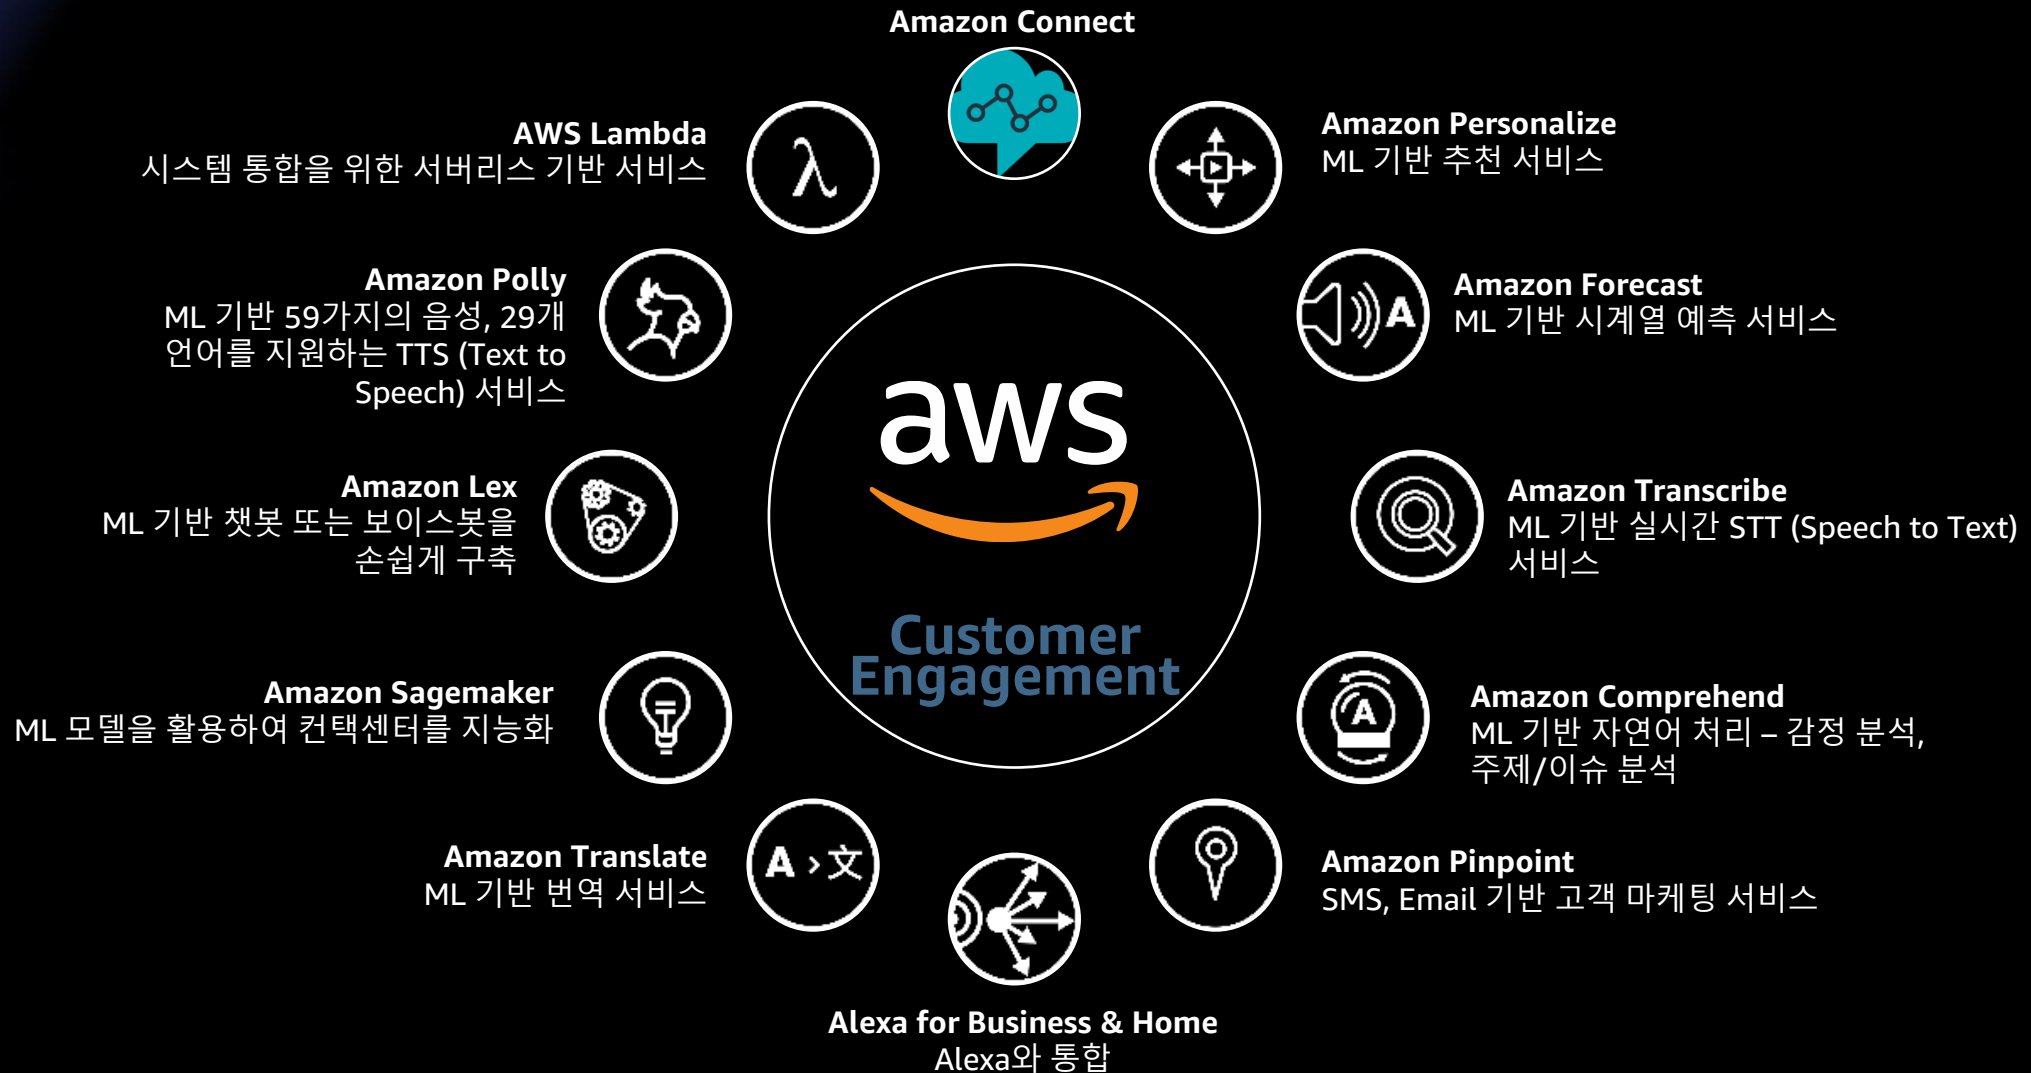 Amazon Connect
AWS Lambda
시스템 통합을 위한 서버리스 기반 서비스
λ
Amazon Personalize
ML 기반 추천 서비스
Amazon Polly
ML 기반 59가지의 음성, 29개
언어를 지원하는 TTS (Text to
Speech) 서비스
A
Amazon Forecast
ML 기반 시계열 예측 서비스
aws
Customer
Engagement
Amazon Lex
ML 기반 챗봇 또는 보이스봇을
손쉽게 구축
Amazon Transcribe
ML 기반 실시간 STT (Speech to Text)
서비스
Amazon Sagemaker
ML 모델을 활용하여 컨택센터를 지능화
A
Amazon Comprehend
ML 기반 자연어 처리 – 감정 분석,
주제/이슈 분석
Amazon Translate
ML 기반 번역 서비스
A › 文
Amazon Pinpoint
SMS, Email 기반 고객 마케팅 서비스
Alexa for Business & Home
Alexa와 통합